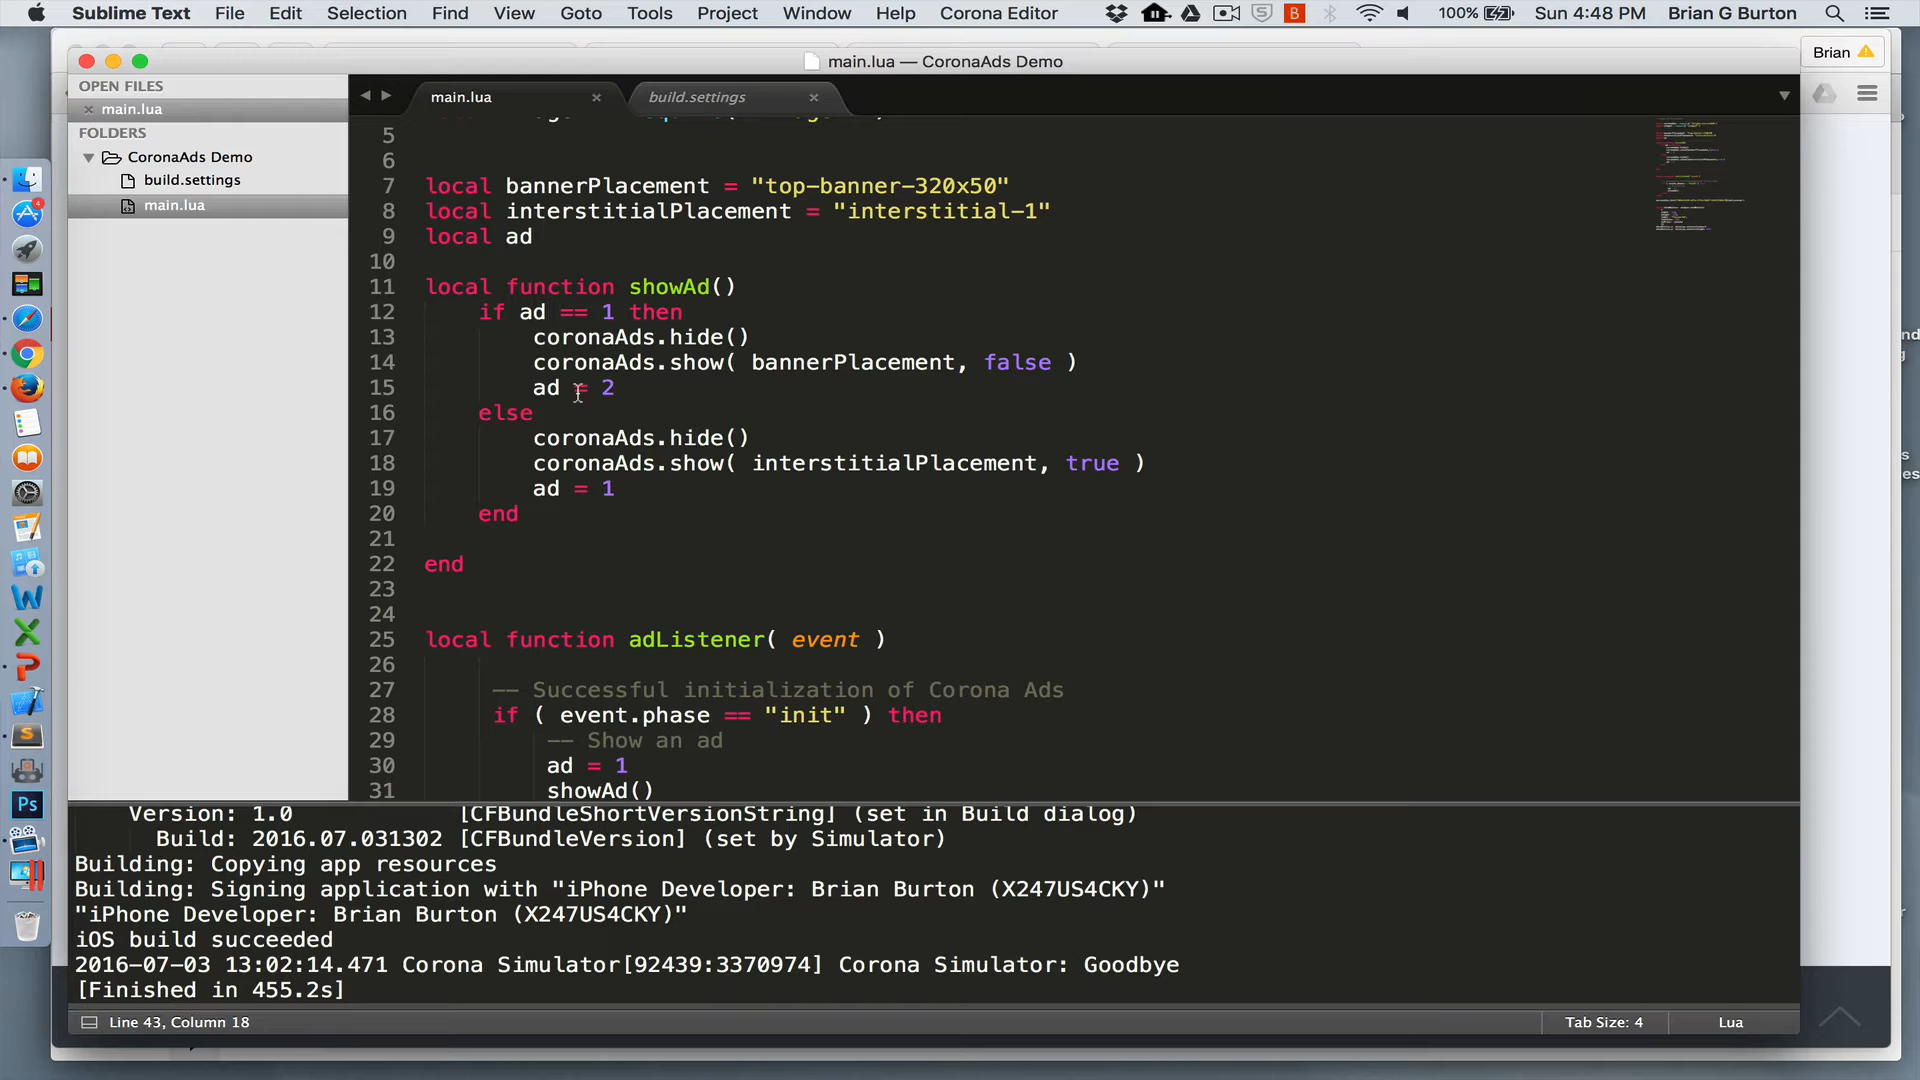 Sublime Text File Edit Selection Find View Goto Tools Project Window Help Corona Editor 100% Sun 4:48 PM Brian G Burton
main.lua — CoronaAds Demo
Brian
OPEN FILES
main.lua
FOLDERS
CoronaAds Demo
build.settings
main.lua
main.lua build.settings
5
6
7 local bannerPlacement = "top-banner-320x50"
8 local interstitialPlacement = "interstitial-1"
9 local ad
10
11 local function showAd()
12 if ad == 1 then
13 coronaAds.hide()
14 coronaAds.show( bannerPlacement, false )
15 ad = 2
16 else
17 coronaAds.hide()
18 coronaAds.show( interstitialPlacement, true )
19 ad = 1
20 end
21
22 end
23
24
25 local function adListener( event )
26
27 -- Successful initialization of Corona Ads
28 if ( event.phase == "init" ) then
29 -- Show an ad
30 ad = 1
31 showAd()
Version: 1.0 [CFBundleShortVersionString] (set in Build dialog)
Build: 2016.07.031302 [CFBundleVersion] (set by Simulator)
Building: Copying app resources
Building: Signing application with "iPhone Developer: Brian Burton (X247US4CKY)"
"iPhone Developer: Brian Burton (X247US4CKY)"
iOS build succeeded
2016-07-03 13:02:14.471 Corona Simulator[92439:3370974] Corona Simulator: Goodbye
[Finished in 455.2s]
Line 43, Column 18 Tab Size: 4 Lua